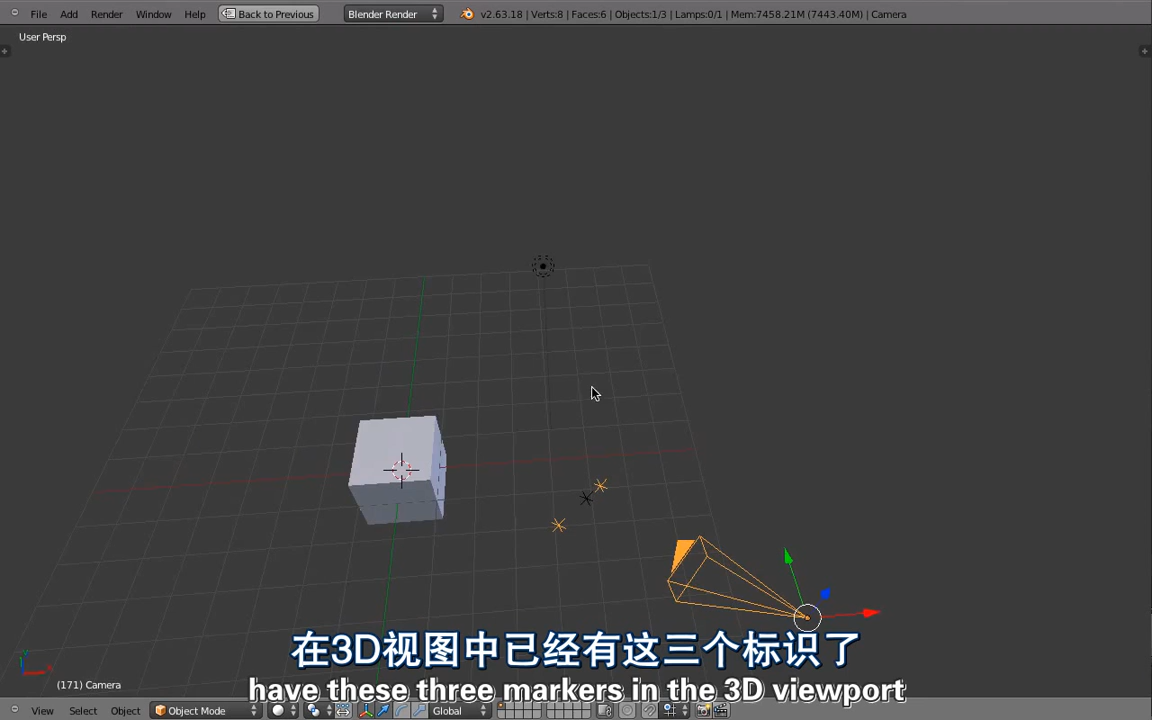 File Add Render Window Help Back to Previous Blender Render v2.63.18 | Verts:8 | Faces:6 | Objects:1/3 | Lamps:0/1 | Mem:7458.21M (7443.40M) | Camera
User Persp
在3D视图中已经有这三个标识了
(171) Camera
have these three markers in the 3D viewport
View Select Object Object Mode Global